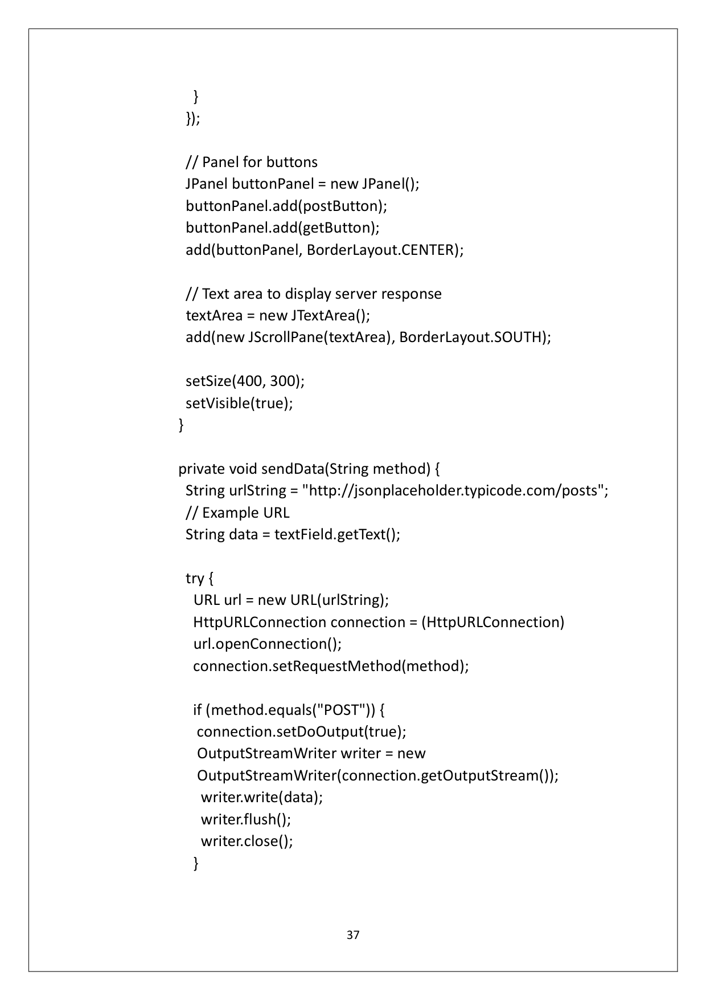 }
});
// Panel for buttons
JPanel buttonPanel = new JPanel();
buttonPanel.add(postButton);
buttonPanel.add(getButton);
add(buttonPanel, BorderLayout.CENTER);
// Text area to display server response
textArea = new JTextArea();
add(new JScrollPane(textArea), BorderLayout.SOUTH);
setSize(400, 300);
setVisible(true);
}
private void sendData(String method) {
String urlString = "http://jsonplaceholder.typicode.com/posts";
// Example URL
String data = textField.getText();
try {
URL url = new URL(urlString);
HttpURLConnection connection = (HttpURLConnection)
url.openConnection();
connection.setRequestMethod(method);
if (method.equals("POST")) {
connection.setDoOutput(true);
OutputStreamWriter writer = new
OutputStreamWriter(connection.getOutputStream());
writer.write(data);
writer.flush();
writer.close();
}
37